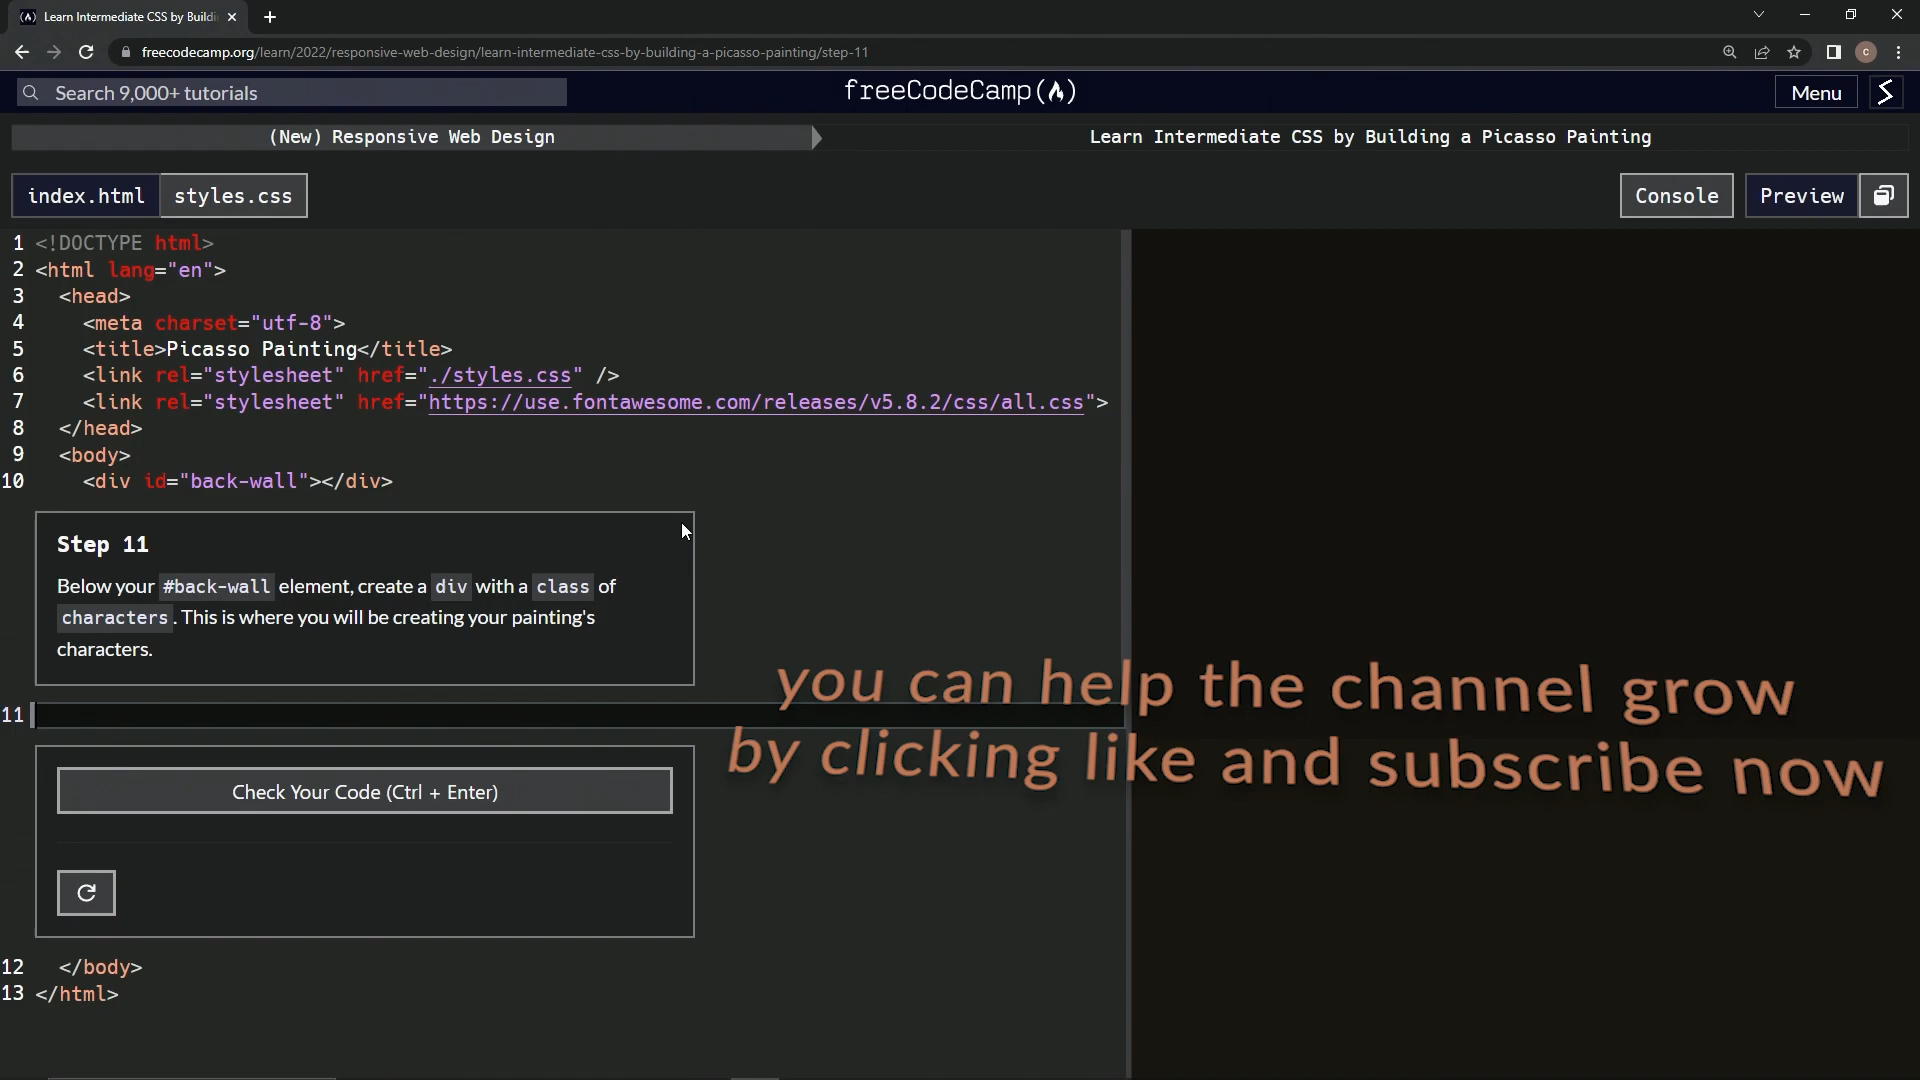 Learn Intermediate CSS by Buildi
freecodecamp.org/learn/2022/responsive-web-design/learn-intermediate-css-by-building-a-picasso-painting/step-11
c
Search 9,000+ tutorials
freeCodeCamp
Menu
(New) Responsive Web Design
Learn Intermediate CSS by Building a Picasso Painting
index.html
styles.css
Console
Preview
1 <!DOCTYPE html>
2 <html lang="en">
3 <head>
4 <meta charset="utf-8">
5 <title>Picasso Painting</title>
6 <link rel="stylesheet" href="./styles.css" />
7 <link rel="stylesheet" href="https://use.fontawesome.com/releases/v5.8.2/css/all.css">
8 </head>
9 <body>
10 <div id="back-wall"></div>
Step 11
Below your #back-wall element, create a div with a class of
characters. This is where you will be creating your painting's
characters.
you can help the channel grow
11
by clicking like and subscribe now
Check Your Code (Ctrl + Enter)
12 </body>
13 </html>